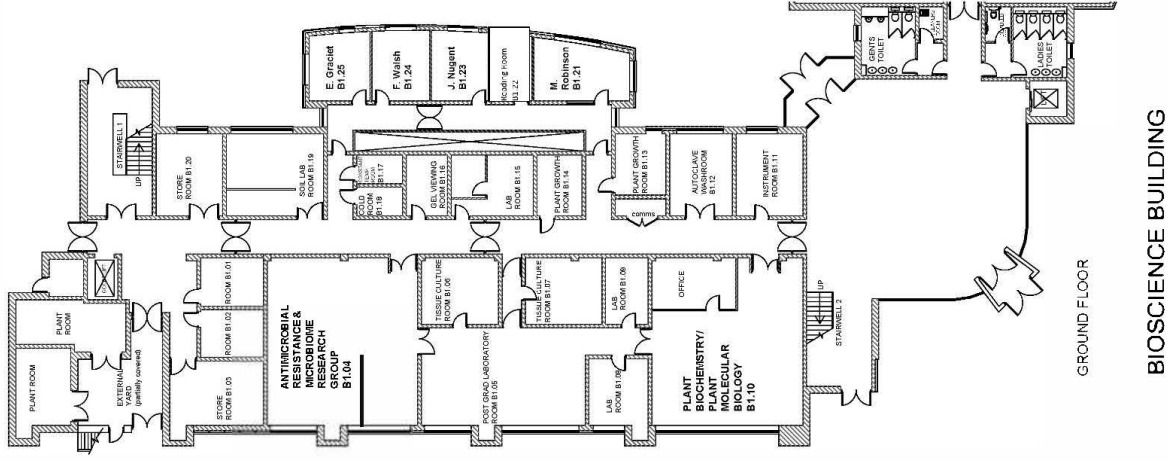 E. Graciet
B1.25
F. Walsh
B1.24
J. Nugent
B1.23
Reading Room
B1.22
M.
Robinson
B1.21
GENTS
TOILET
LADIES
TOILET
STAIRWELL 1
UP
STORE
ROOM B1.20
SOIL LAB
ROOM B1.19
B1.17
COLD
ROOM
B1.18
GEL VIEWING
ROOM B1.16
LAB
ROOM B1.15
PLANT GROWTH
ROOM B1.14
PLANT GROWTH
ROOM B1.13
comms
AUTOCLAVE
WASHROOM
B1.12
INSTRUMENT
ROOM B1.11
PLANT
ROOM
PLANT ROOM
EXTERNAL
YARD
(partially covered)
ROOM B1.01
ROOM B1.02
STORE
ROOM B1.03
ANTIMICROBIAL
RESISTANCE &
MICROBIOME
RESEARCH
GROUP
B1.04
TISSUE CULTURE
ROOM B1.06
POST GRAD LABORATORY
ROOM B1.05
TISSUE CULTURE
ROOM B1.07
LAB
ROOM B1.09
LAB
ROOM B1.08
OFFICE
PLANT
BIOCHEMSTRY/
PLANT
MOLECULAR
BIOLOGY
B1.10
UP
STAIRWELL 2
GROUND FLOOR
BIOSCIENCE BUILDING